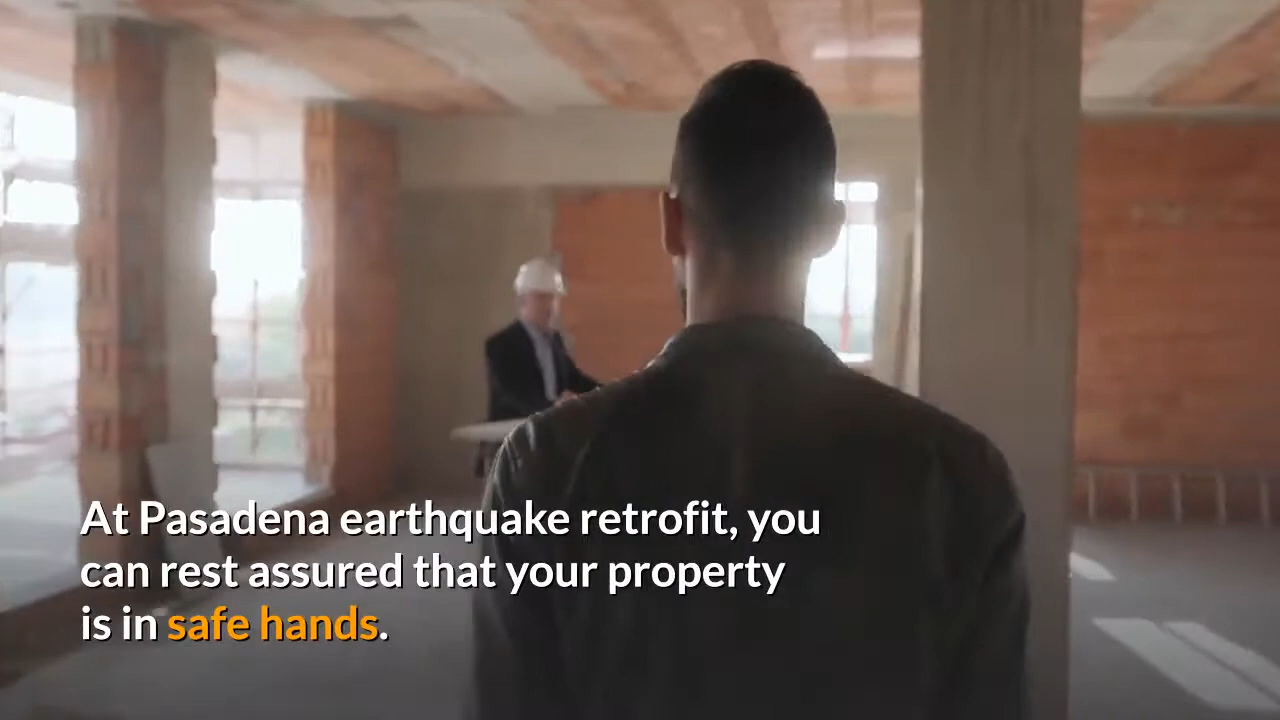 At Pasadena earthquake retrofit, you
can rest assured that your property
is in safe hands.